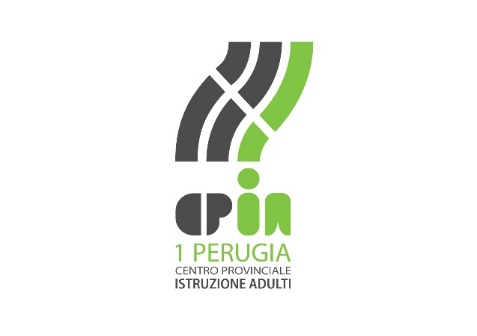 CPIA
1 PERUGIA
CENTRO PROVINCIALE
ISTRUZIONE ADULTI